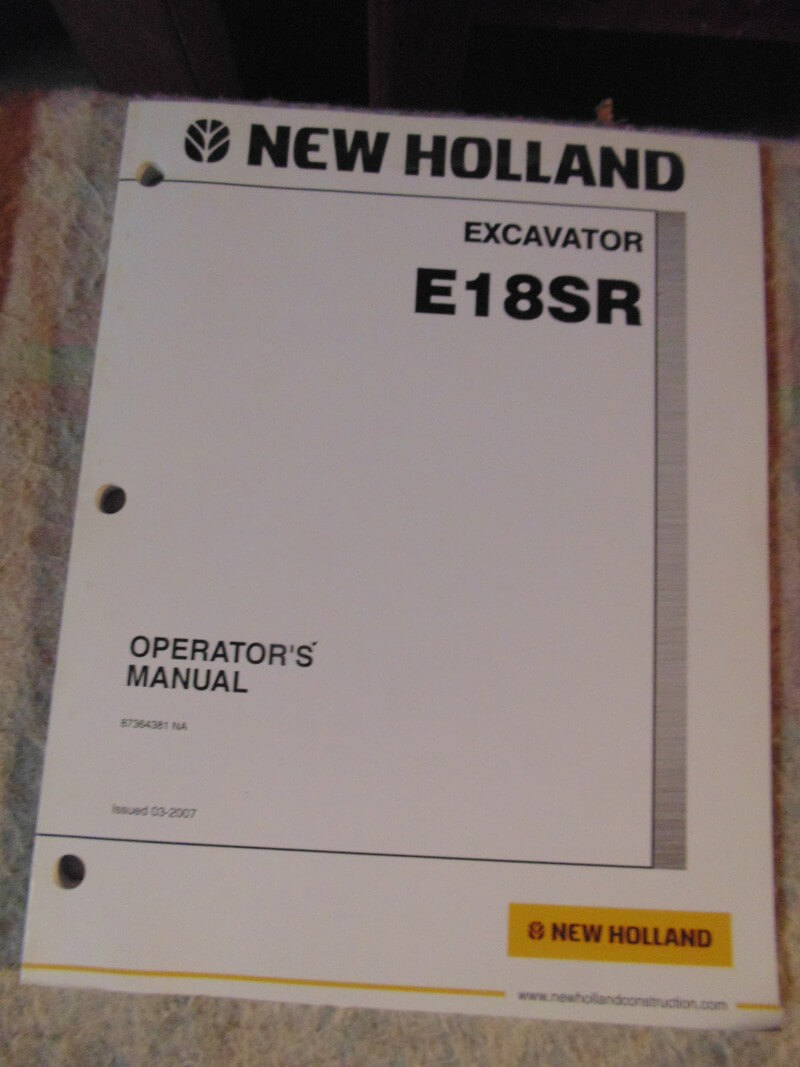 NEW HOLLAND
EXCAVATOR
E18SR
OPERATOR'S
MANUAL
87364381 NA
Issued 03-2007
NEW HOLLAND
www.newhollandconstruction.com